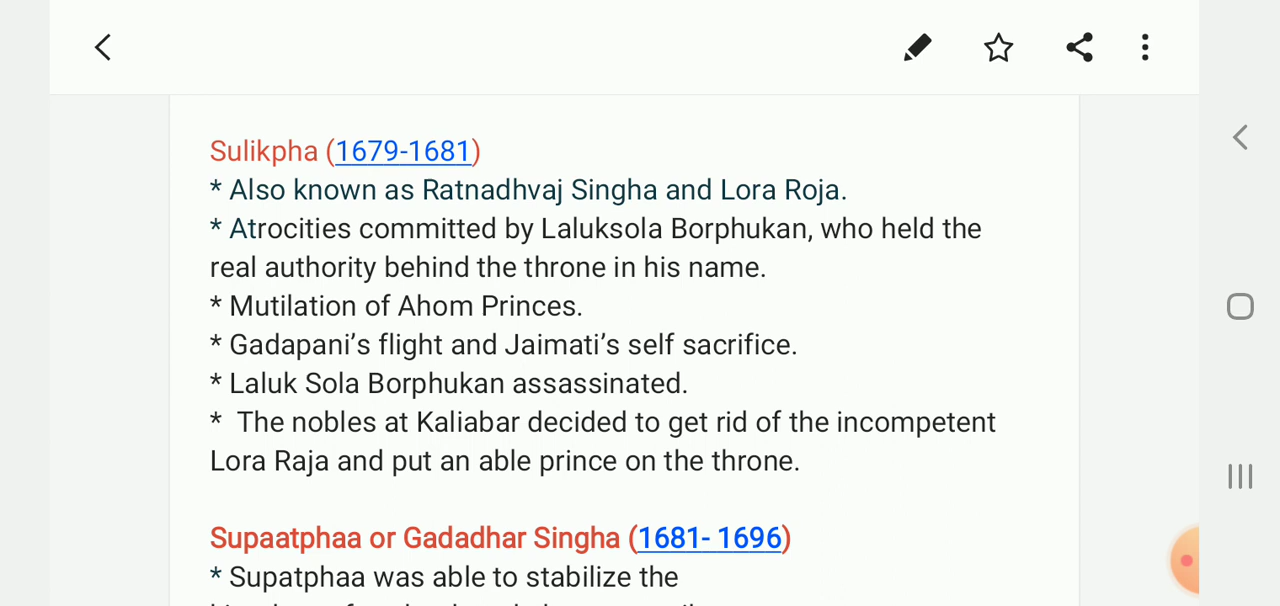 Sulikpha (1679-1681)
* Also known as Ratnadhvaj Singha and Lora Roja.
* Atrocities committed by Laluksola Borphukan, who held the
real authority behind the throne in his name.
* Mutilation of Ahom Princes.
* Gadapani’s flight and Jaimati’s self sacrifice.
* Laluk Sola Borphukan assassinated.
*  The nobles at Kaliabar decided to get rid of the incompetent
Lora Raja and put an able prince on the throne.
Supaatphaa or Gadadhar Singha (1681- 1696)
* Supatphaa was able to stabilize the